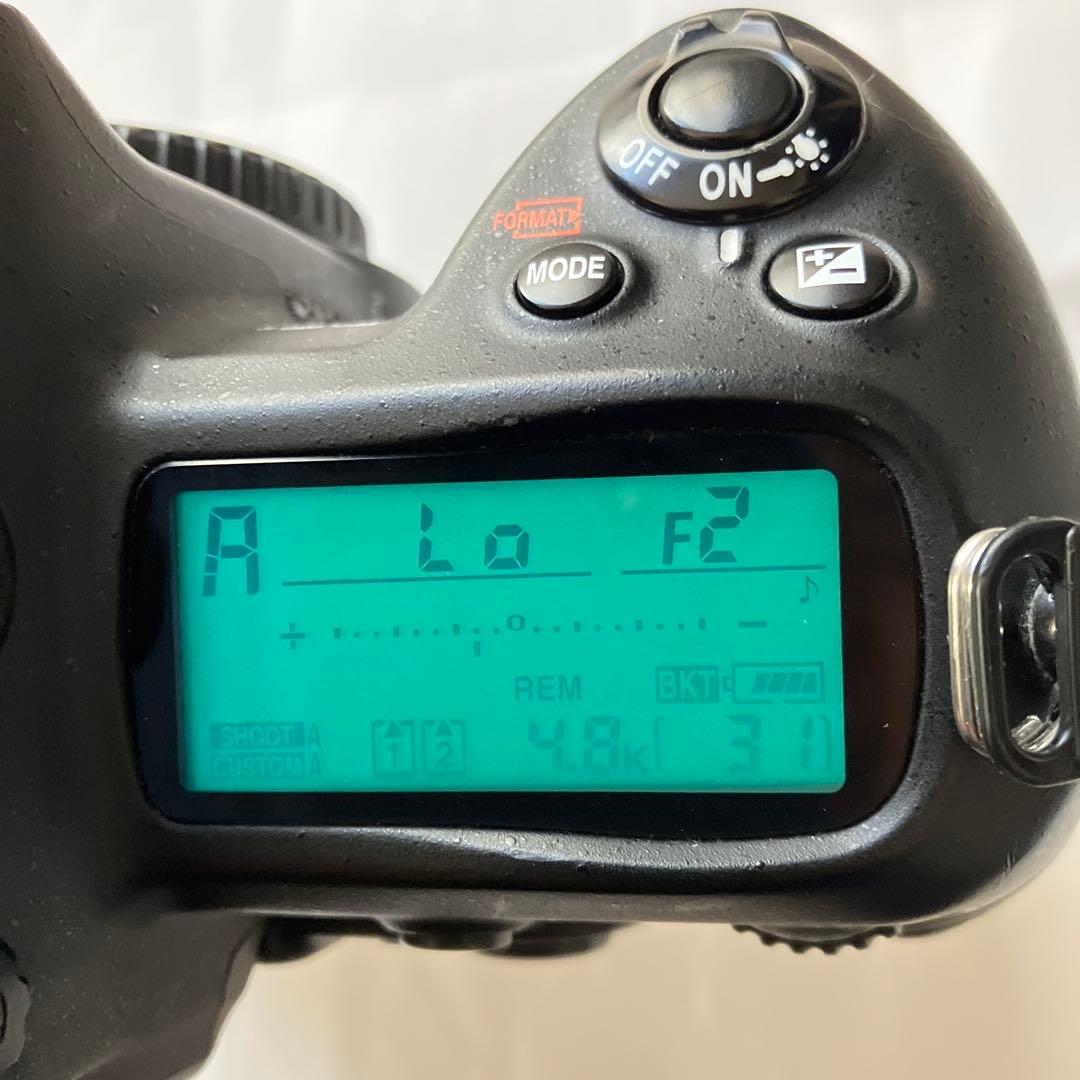 OFF ON
FORMAT
MODE
+ -
A Lo F2
+ 0 -
REM BKT
SHOOT A
CUSTOM A
1 2 4.8K [ 31 ]